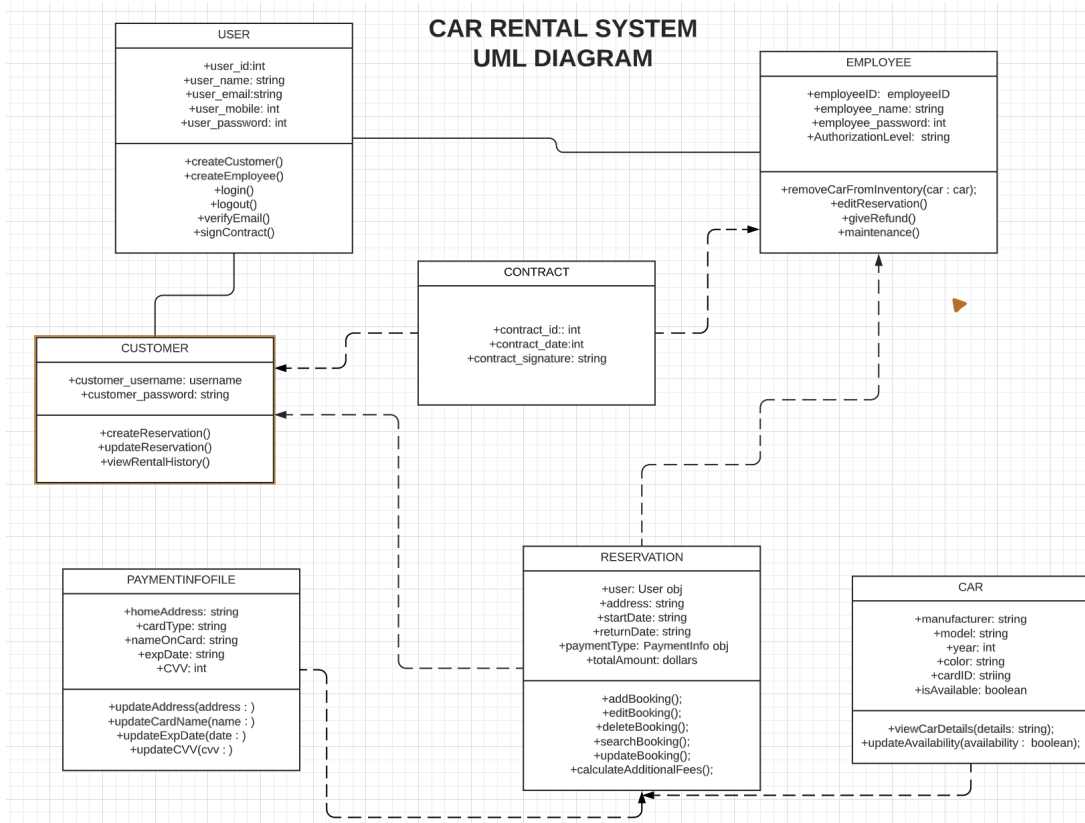 CAR RENTAL SYSTEM
UML DIAGRAM
USER
+user_id:int
+user_name: string
+user_email:string
+user_mobile: int
+user_password: int
+createCustomer()
+createEmployee()
+login()
+logout()
+verifyEmail()
+signContract()
EMPLOYEE
+employeeID:  employeeID
+employee_name: string
+employee_password: int
+AuthorizationLevel:  string
+removeCarFromInventory(car : car);
+editReservation()
+giveRefund()
+maintenance()
CONTRACT
+contract_id:: int
+contract_date:int
+contract_signature: string
CUSTOMER
+customer_username: username
+customer_password: string
+createReservation()
+updateReservation()
+viewRentalHistory()
PAYMENTINFOFILE
+homeAddress: string
+cardType: string
+nameOnCard: string
+expDate: string
+CVV: int
+updateAddress(address : )
+updateCardName(name : )
+updateExpDate(date : )
+updateCVV(cvv : )
RESERVATION
+user: User obj
+address: string
+startDate: string
+returnDate: string
+paymentType: PaymentInfo obj
+totalAmount: dollars
+addBooking();
+editBooking();
+deleteBooking();
+searchBooking();
+updateBooking();
+calculateAdditionalFees();
CAR
+manufacturer: string
+model: string
+year: int
+color: string
+cardID: striing
+isAvailable: boolean
+viewCarDetails(details: string);
+updateAvailability(availability :  boolean);